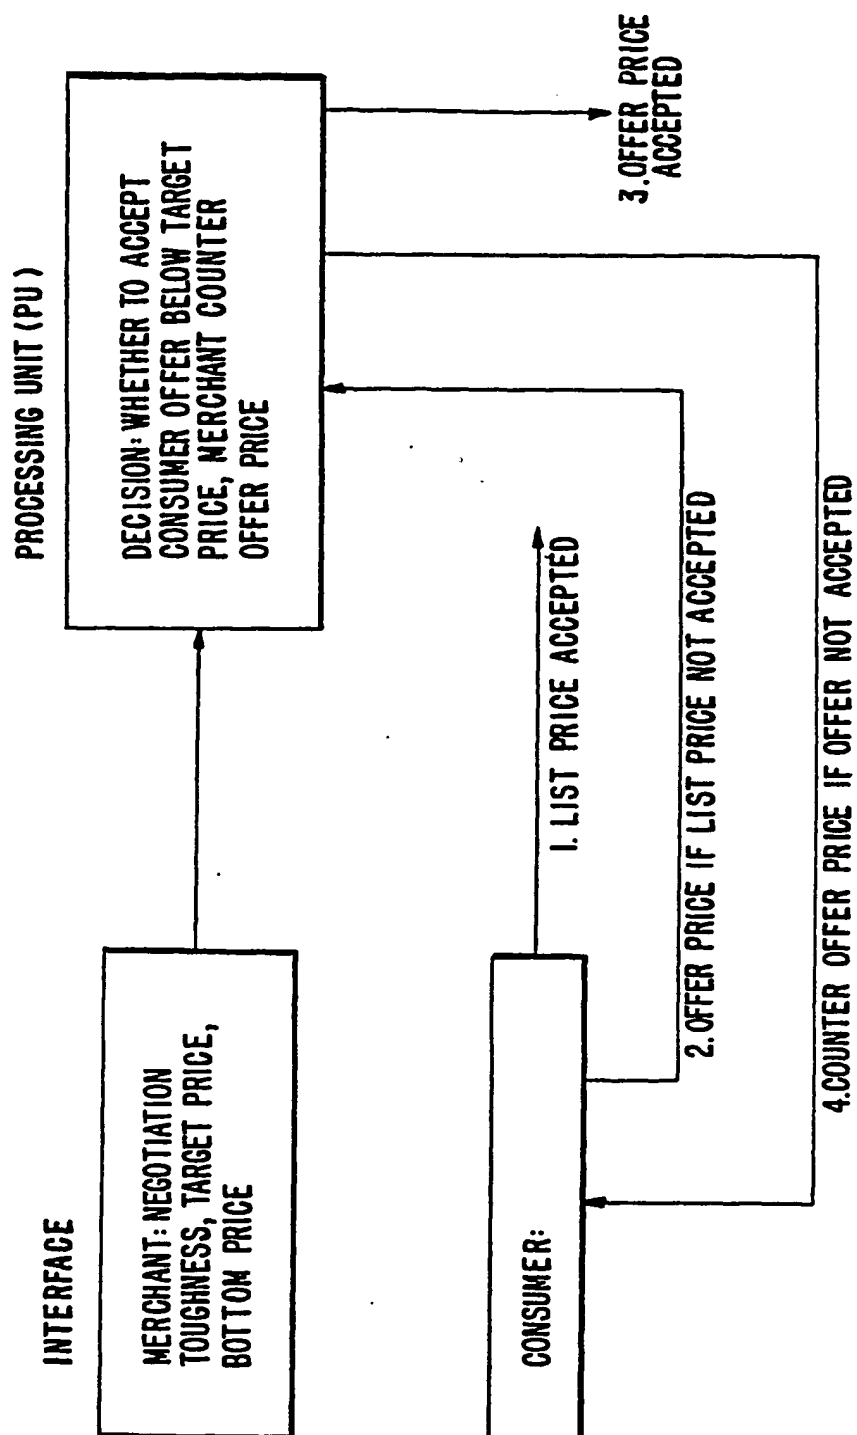 INTERFACE
MERCHANT: NEGOTIATION
TOUGHNESS, TARGET PRICE,
BOTTOM PRICE
PROCESSING UNIT (PU)
DECISION: WHETHER TO ACCEPT
CONSUMER OFFER BELOW TARGET
PRICE, MERCHANT COUNTER
OFFER PRICE
CONSUMER:
1. LIST PRICE ACCEPTED
2. OFFER PRICE IF LIST PRICE NOT ACCEPTED
3. OFFER PRICE
ACCEPTED
4. COUNTER OFFER PRICE IF OFFER NOT ACCEPTED